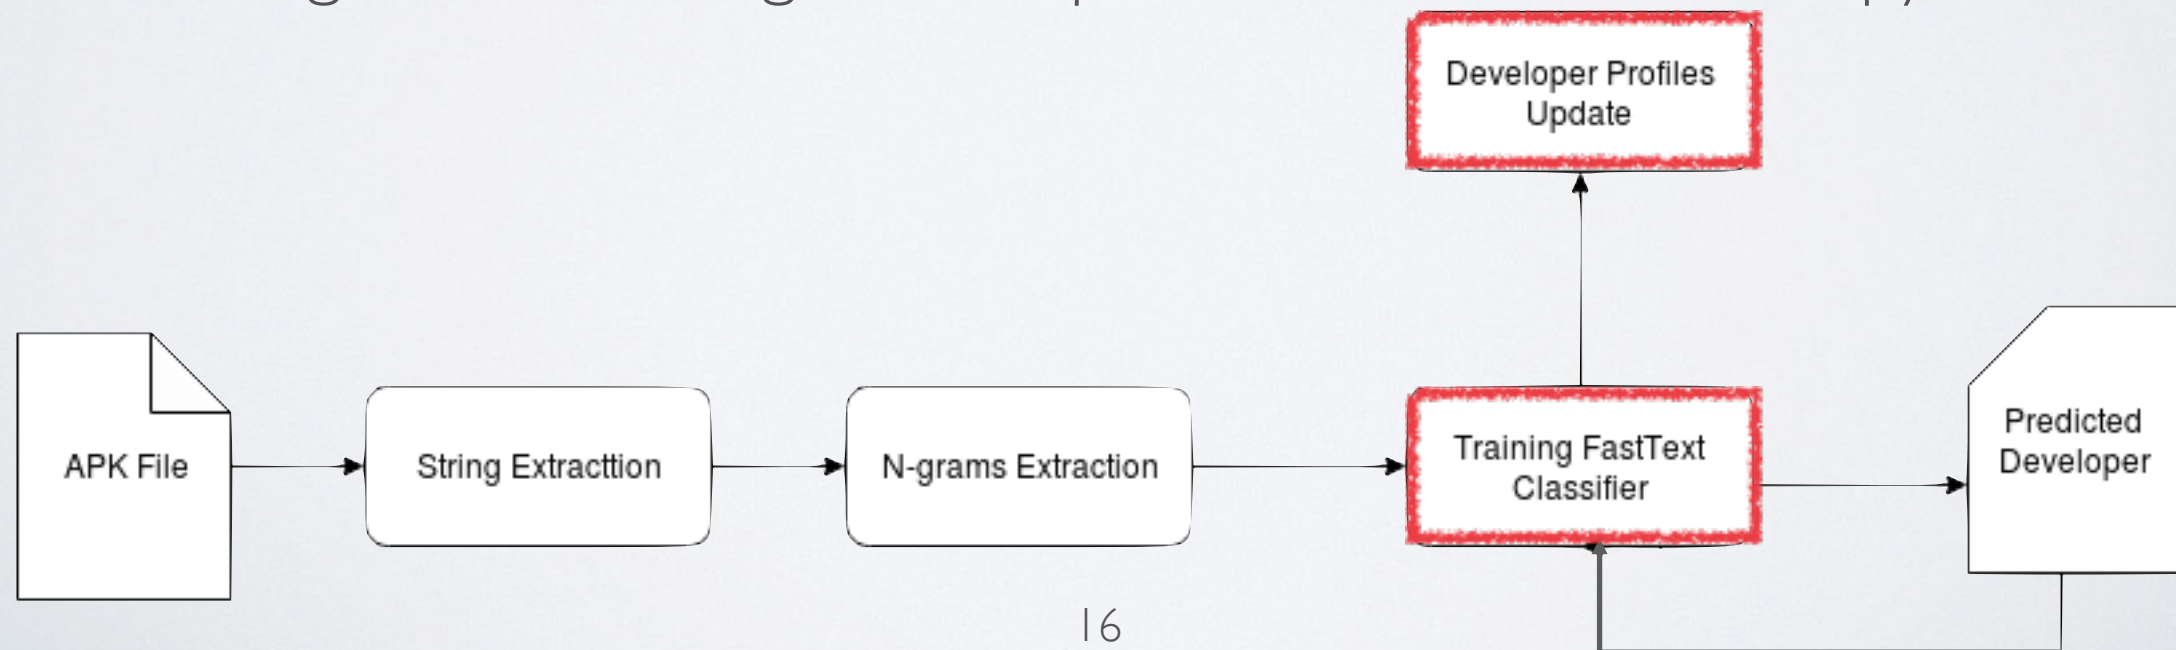 Developer Profiles
Update
APK File
String Extracttion
N-grams Extraction
Training FastText
Classifier
Predicted
Developer
16